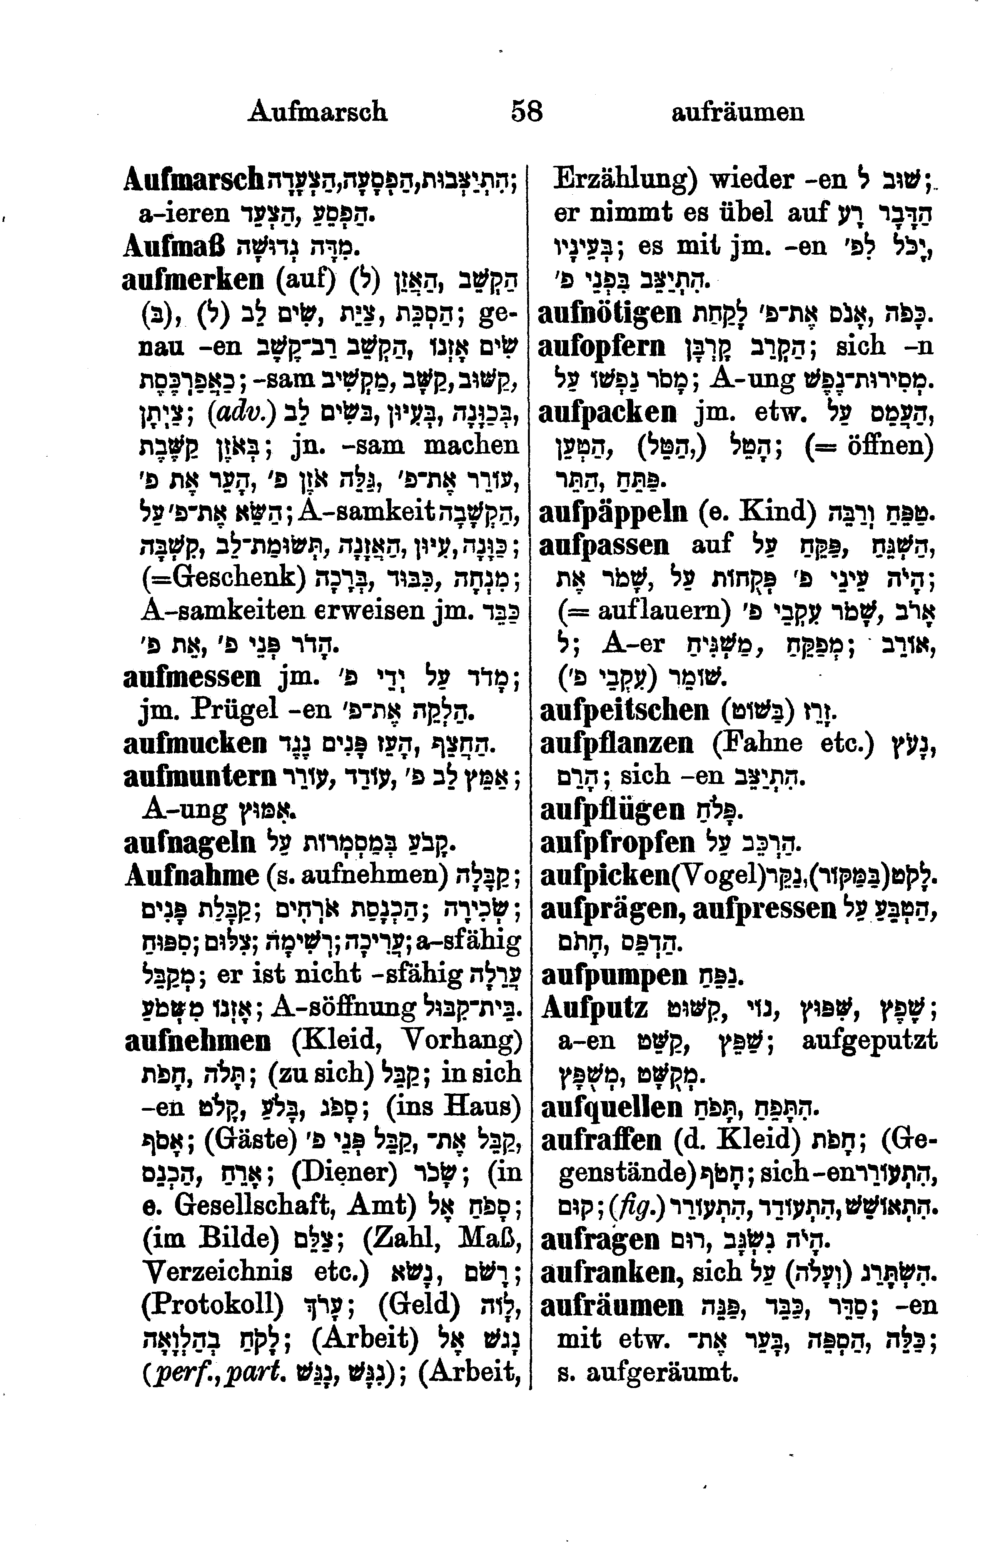 Aufmarsch 58 aufräumen
Aufmarsch הִתְיַצְּבוּת, הַפְסָעָה, הַצְעָדָה;
a-ieren הַפְסֵעַ, הַצְעֵד.
Aufmaß מִדָּה גְדוּשָׁה.
aufmerken (auf) (ל) הַקְשֵׁב, הַאֲזֵן
(ב), (ל) הַסְכֵּת, צַיֵּת, שִׂים לֵב; ge-
nau -en שִׂים אָזְנוֹ, הַקְשֵׁב רַב־קֶשֶׁב
כַּאֲפַרְכֶּסֶת; -sam קַשּׁוּב, קַשָּׁב, מַקְשִׁיב,
צַיְתָן; (adv.) בְּכַוָּנָה, בְּעִיּוּן, בְּשִׂים לֵב,
בְּאֹזֶן קַשֶּׁבֶת; jn. -sam machen
עוֹרֵר אֶת־פ', גַּלֵּה אֹזֶן פ', הָעֵר אֶת פ',
הַשֵּׂא אֶת־פ' עַל; A-samkeit הַקְשָׁבָה,
כַּוָּנָה, עִיּוּן, הַאֲזָנָה, תְּשׂוּמַת־לֵב, קַשָּׁבָה;
(=Geschenk) מִנְחָה, כִּבּוּד, בְּרָכָה;
A-samkeiten erweisen jm. כַּבֵּד
אֶת פ', הָדֹר פְּנֵי פ'.
aufmessen jm. מָדֹד עַל יְדֵי פ';
jm. Prügel -en הַלְקֵה אֶת־פ'.
aufmucken הַחֲצֵף, הָעֵז פָּנִים נֶגֶד.
aufmuntern אַמֵּץ לֵב פ', עוֹדֵד, עוֹרֵר;
A-ung אִמּוּץ.
aufnageln קָבֹעַ בְּמַסְמְרוֹת עַל.
Aufnahme (s. aufnehmen) קַבָּלָה;
שְׂכִירָה; הַכְנָסַת אֹרְחִים; קַבָּלַת פָּנִים
סִפּוּחַ; צִלּוּם; רְשִׁימָה; עֲרִיכָה; a-sfähig
מְקַבֵּל; er ist nicht -sfähig עֲרֵלָה
אָזְנוֹ מִשְּׁמֹעַ; A-söffnung בֵּית־קִבּוּל.
aufnehmen (Kleid, Vorhang)
תָּלֹה, חָפֹת; (zu sich) קַבֵּל; in sich
-en סָפֹג, בָּלֹעַ, קָלֹט; (ins Haus)
אָסֹף; (Gäste) קַבֵּל אֶת־, קַבֵּל פְּנֵי פ',
אָרֵחַ, הַכְנֵס; (Diener) שָׂכֹר; (in
e. Gesellschaft, Amt) סָפֹחַ אֶל;
(im Bilde) צַלֵּם; (Zahl, Maß,
Verzeichnis etc.) רָשֹׁם, נָשֹׂא;
(Protokoll) עָרֹךְ; (Geld) לָוֹה,
לָקֹחַ בְּהַלְוָאָה; (Arbeit) נָגֹשׁ אֶל
(perf., part. נִגַּשׁ, נִגָּשׁ); (Arbeit,
Erzählung) wieder -en שׁוּב ל;
er nimmt es übel auf הַדָּבָר רַע
בְּעֵינָיו; es mit jm. -en יָכֹל לִפ',
הִתְיַצֵּב בִּפְנֵי פ'.
aufnötigen כָּפֹה, אָנֹס אֶת־פ' לָקַחַת.
aufopfern הַקְרֵב קָרְבָּן; sich -n
מָסֹר נַפְשׁוֹ עַל; A-ung מְסִירוּת־נֶפֶשׁ.
aufpacken jm. etw. הַעֲמֵס עַל,
הַטְעֵן, (הַטֵּל,) הָטֵל; (= öffnen)
פַּתֵּחַ, הַתֵּר.
aufpäppeln (e. Kind) טַפֵּחַ וְרַבֵּה.
aufpassen auf הַשְׁגֵּחַ, פַּקֵּחַ עַל,
הָיֹה עֵינֵי פ' פְּקֻחוֹת עַל, שָׁמֹר אֶת;
(= auflauern) אָרֹב, שָׁמֹר עִקְבֵי פ'
ל; A-er מַשְׁגִּיחַ, מְפַקֵּחַ; אוֹרֵב,
שׁוֹמֵר (עִקְבֵי פ').
aufpeitschen (בַּשּׁוֹט) זָרֵז.
aufpflanzen (Fahne etc.) נָעֹץ,
הָרֵם; sich -en הִתְיַצֵּב.
aufpflügen פָּלֹחַ.
aufpfropfen הַרְכֵּב עַל.
aufpicken (Vogel) לָקֹט (בְּמַקּוֹר), נַקֵּר.
aufprägen, aufpressen הַטְבֵּעַ עַל,
הַדְפֵּס, חָתֹם.
aufpumpen נַפֵּחַ.
Aufputz שֶׁפֶץ, שִׁפּוּץ, נוֹי, קִשּׁוּט;
a-en שַׁפֵּץ, קַשֵּׁט; aufgeputzt
מְקֻשָּׁט, מְשֻׁפָּץ.
aufquellen תָּפֹחַ, הִתְפַּח.
aufraffen (d. Kleid) חָפֹת; (Ge-
genstände) חָטֹף; sich -en הִתְעוֹרֵר,
קוּם; (fig.) הִתְאוֹשֵׁשׁ, הִתְעוֹדֵד, הִתְעוֹרֵר.
aufragen הָיֹה נִשְׂגָּב, רוּם.
aufranken, sich הִשְׂתָּרֵג (וְעָלֹה) עַל.
aufräumen סַדֵּר, כַּבֵּד, פַּנֵּה; -en
mit etw. בָּעֵר אֶת־, הַסְפֵּה, כַּלֵּה;
s. aufgeräumt.